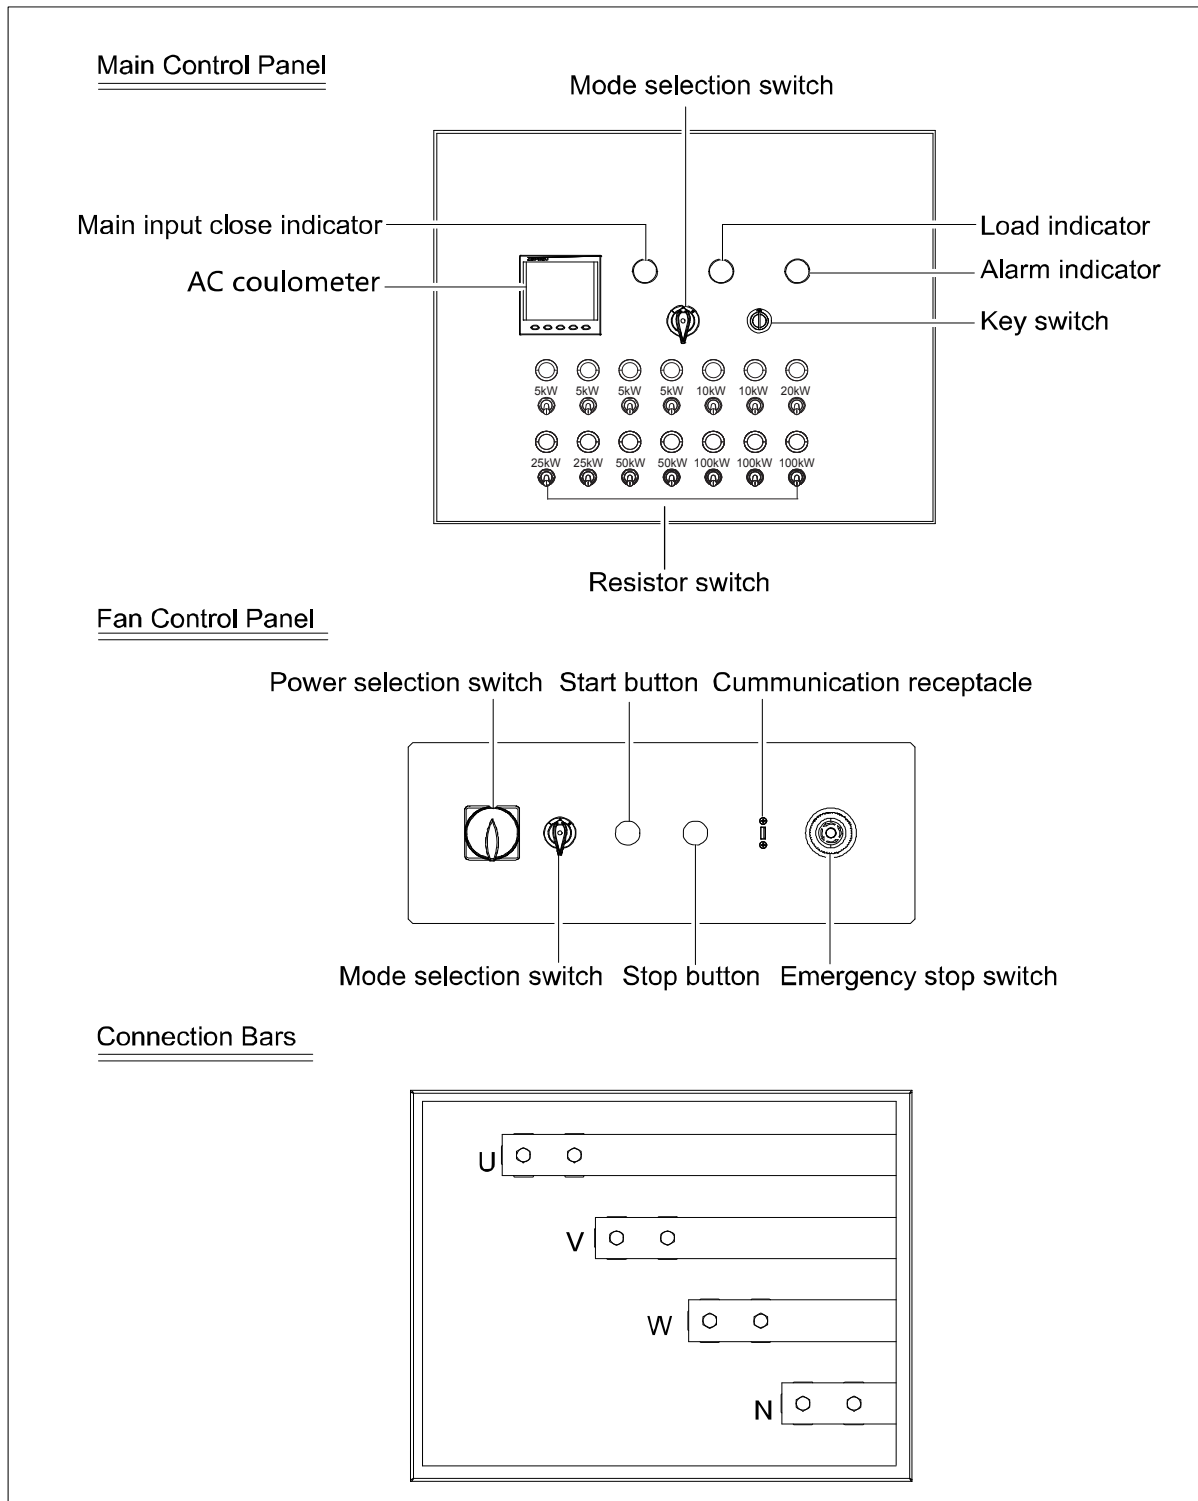 Main Control Panel
Mode selection switch
Main input close indicator
Load indicator
AC coulometer
Alarm indicator
Key switch
5kW 5kW 5kW 5kW 10kW 10kW 20kW
25kW 25kW 50kW 50kW 100kW 100kW 100kW
Resistor switch
Fan Control Panel
Power selection switch Start button Cummunication receptacle
Mode selection switch Stop button Emergency stop switch
Connection Bars
U
V
W
N